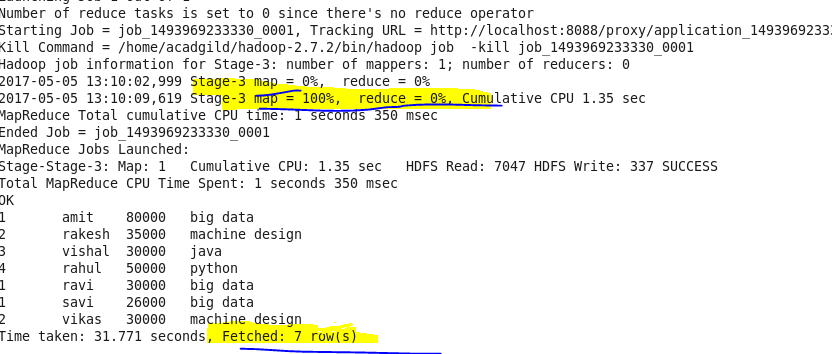 Number of reduce tasks is set to 0 since there's no reduce operator
Starting Job = job_1493969233330_0001, Tracking URL = http://localhost:8088/proxy/application_1493969233
Kill Command = /home/acadgild/hadoop-2.7.2/bin/hadoop job  -kill job_1493969233330_0001
Hadoop job information for Stage-3: number of mappers: 1; number of reducers: 0
2017-05-05 13:10:02,999 Stage-3 map = 0%,  reduce = 0%
2017-05-05 13:10:09,619 Stage-3 map = 100%,  reduce = 0%, Cumulative CPU 1.35 sec
MapReduce Total cumulative CPU time: 1 seconds 350 msec
Ended Job = job_1493969233330_0001
MapReduce Jobs Launched:
Stage-Stage-3: Map: 1   Cumulative CPU: 1.35 sec   HDFS Read: 7047 HDFS Write: 337 SUCCESS
Total MapReduce CPU Time Spent: 1 seconds 350 msec
OK
1       amit    80000   big data
2       rakesh  35000   machine design
3       vishal  30000   java
4       rahul   50000   python
1       ravi    30000   big data
1       savi    26000   big data
2       vikas   30000   machine design
Time taken: 31.771 seconds, Fetched: 7 row(s)